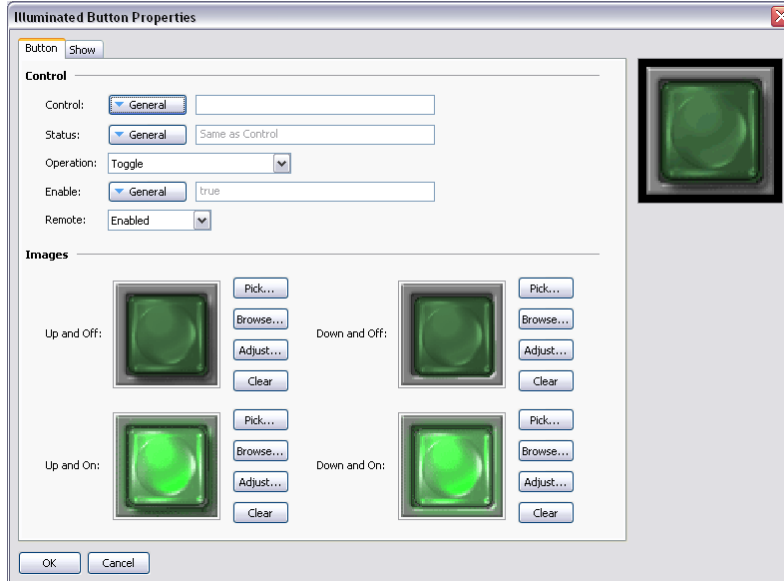 Illuminated Button Properties
Button Show
Control
Control: General
Status: General Same as Control
Operation: Toggle
Enable: General true
Remote: Enabled
Images
Up and Off:
Pick...
Browse...
Adjust...
Clear
Down and Off:
Pick...
Browse...
Adjust...
Clear
Up and On:
Pick...
Browse...
Adjust...
Clear
Down and On:
Pick...
Browse...
Adjust...
Clear
OK Cancel